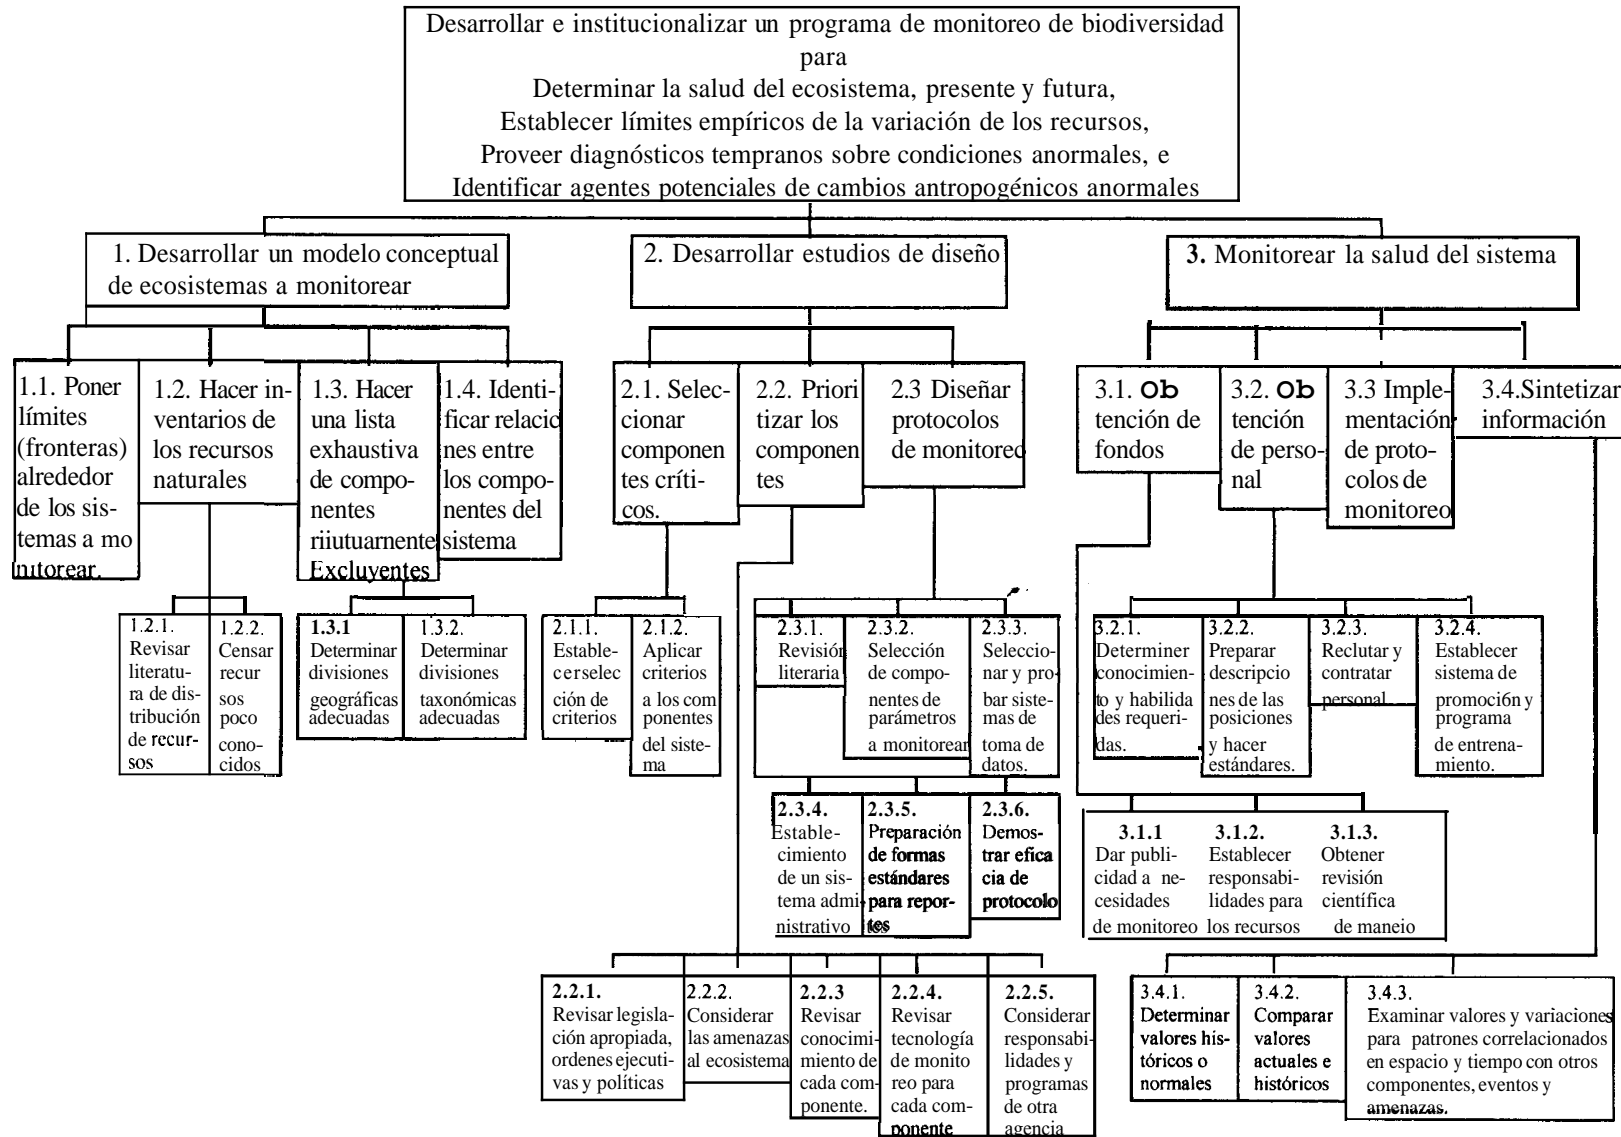 Desarrollar e institucionalizar un programa de monitoreo de biodiversidad
para
Determinar la salud del ecosistema, presente y futura,
Establecer límites empíricos de la variación de los recursos,
Proveer diagnósticos tempranos sobre condiciones anormales, e
Identificar agentes potenciales de cambios antropogénicos anormales
1. Desarrollar un modelo conceptual
de ecosistemas a monitorear
2. Desarrollar estudios de diseño
3. Monitorear la salud del sistema
1.1. Poner
límites
(fronteras)
alrededor
de los sis-
temas a mo
nitorear.
1.2. Hacer in-
ventarios de
los recursos
naturales
1.3. Hacer
una lista
exhaustiva
de compo-
nentes
riiutuarnente
Excluyentes
1.4. Identi-
ficar relacic
nes entre
los compo-
nentes del
sistema
2.1. Selec-
cionar
componen
tes críti-
cos.
2.2. Priori
tizar los
componen
tes
2.3 Diseñar
protocolos
de monitorec
3.1. Ob
tención de
fondos
3.2. Ob
tención
de perso-
nal
3.3 Imple-
mentación
de proto-
colos de
monitoreo
3.4.Sintetizar
información
1.2.1.
Revisar
literatu-
ra de dis-
tribución
de recur-
sos
1.2.2.
Censar
recur
sos
poco
cono-
cidos
1.3.1
Determinar
divisiones
geográficas
adecuadas
1.3.2.
Determinar
divisiones
taxonómicas
adecuadas
2.1.1.
Estable-
cerselec
ción de
criterios
2.1.2.
Aplicar
criterios
a los com
ponentes
del siste-
ma
2.3.1.
Revisión
literaria
2.3.2.
Selección
de compo-
nentes de
parámetros
a monitorear
2.3.3.
Seleccio-
nar y pro-
bar siste-
mas de
toma de
datos.
3.2.1.
Determiner
conocimien-
to y habilida
des requeri-
das.
3.2.2.
Preparar
descripcio
nes de las
posiciones
y hacer
estándares.
3.2.3.
Reclutar y
contratar
personal
3.2.4.
Establecer
sistema de
promoción y
programa
de entrena-
miento.
2.3.4.
Estable-
cimiento
de un sis-
tema admi-
nistrativo
2.3.5.
Preparación
de formas
estándares
para repor-
tes
2.3.6.
Demos-
trar efica
cia de
protocolo
3.1.1
Dar publi-
cidad a ne-
cesidades
de monitoreo
3.1.2.
Establecer
responsabi-
lidades para
los recursos
3.1.3.
Obtener
revisión
científica
de maneio
2.2.1.
Revisar legisla-
ción apropiada,
ordenes ejecuti-
vas y políticas
2.2.2.
Considerar
las amenazas
al ecosistema
2.2.3
Revisar
conocimi-
miento de
cada com-
ponente.
2.2.4.
Revisar
tecnología
de monito
reo para
cada com-
ponente
2.2.5.
Considerar
responsabi-
lidades y
programas
de otra
agencia
3.4.1.
Determinar
valores his-
tóricos o
normales
3.4.2.
Comparar
valores
actuales e
históricos
3.4.3.
Examinar valores y variaciones
para patrones correlacionados
en espacio y tiempo con otros
componentes, eventos y
amenazas.